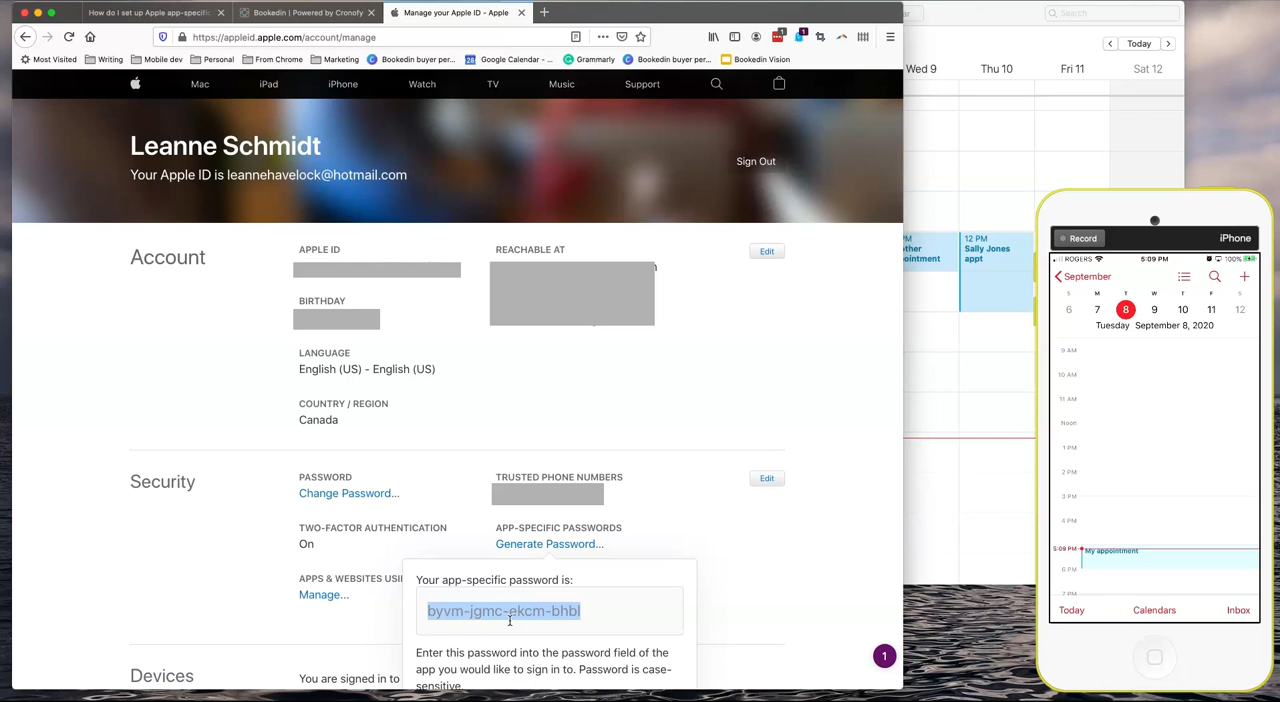 How do I set up Apple app-specifi
Bookedin | Powered by Cronofy
Manage your Apple ID - Apple
https://appleid.apple.com/account/manage
Search
Most Visited
Writing
Mobile dev
Personal
From Chrome
Marketing
Bookedin buyer per...
Google Calendar - ...
Grammarly
Bookedin buyer per...
Bookedin Vision
Today
Mac
iPad
iPhone
Watch
TV
Music
Support
Wed 9
Thu 10
Fri 11
Sat 12
Leanne Schmidt
Your Apple ID is leannehavelock@hotmail.com
Sign Out
Account
APPLE ID
REACHABLE AT
Edit
BIRTHDAY
LANGUAGE
English (US) - English (US)
COUNTRY / REGION
Canada
Security
PASSWORD
Change Password...
TRUSTED PHONE NUMBERS
Edit
TWO-FACTOR AUTHENTICATION
On
APP-SPECIFIC PASSWORDS
Generate Password...
APPS & WEBSITES USI
Manage...
Your app-specific password is:
byvm-jgmc-ekcm-bhbl
Enter this password into the password field of the
app you would like to sign in to. Password is case-
sensitive.
Devices
You are signed in to
1
PM
other
appointment
12 PM
Sally Jones
appt
Record
iPhone
ROGERS
5:09 PM
100%
September
S M T W T F S
6 7 8 9 10 11 12
Tuesday September 8, 2020
9 AM
10 AM
11 AM
Noon
1 PM
2 PM
3 PM
4 PM
5:09 PM
My appointment
6 PM
7 PM
Today
Calendars
Inbox